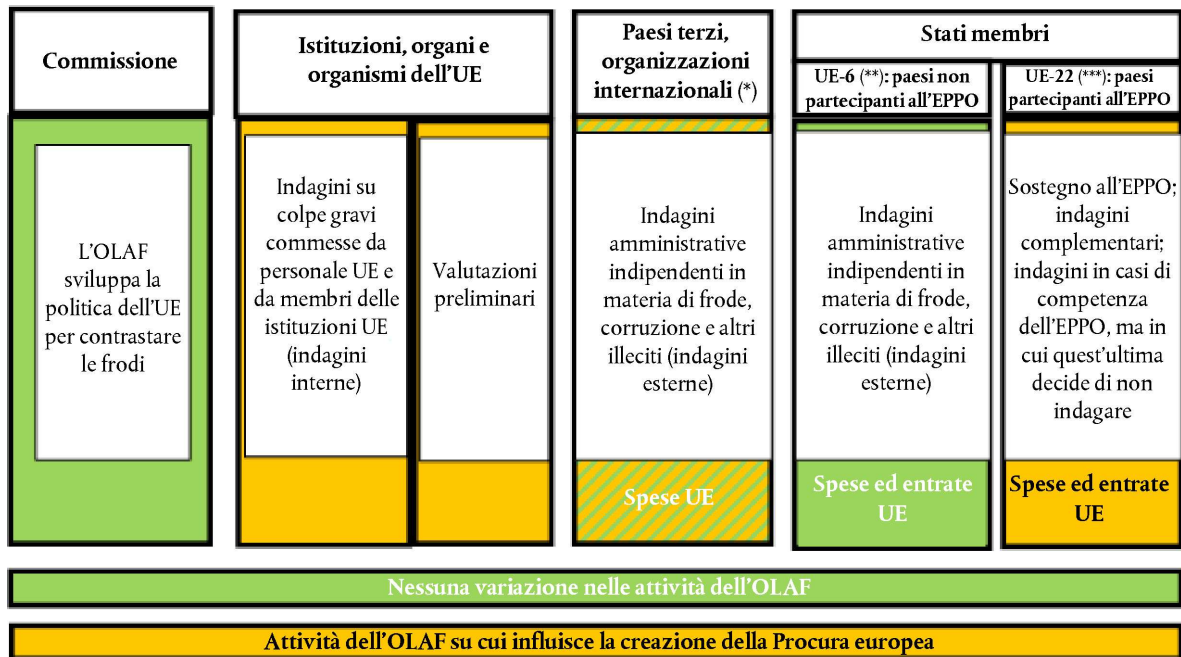 Commissione
Istituzioni, organi e
organismi dell'UE
Paesi terzi,
organizzazioni
internazionali (*)
Stati membri
UE-6 (**): paesi non
partecipanti all'EPPO
UE-22 (***): paesi
partecipanti all'EPPO
L'OLAF
sviluppa la
politica dell'UE
per contrastare
le frodi
Indagini su
colpe gravi
commesse da
personale UE e
da membri delle
istituzioni UE
(indagini
interne)
Valutazioni
preliminari
Indagini
amministrative
indipendenti in
materia di frode,
corruzione e altri
illeciti (indagini
esterne)
Spese UE
Indagini
amministrative
indipendenti in
materia di frode,
corruzione e altri
illeciti (indagini
esterne)
Spese ed entrate
UE
Sostegno all'EPPO;
indagini
complementari;
indagini in casi di
competenza
dell'EPPO, ma in
cui quest'ultima
decide di non
indagare
Spese ed entrate
UE
Nessuna variazione nelle attività dell'OLAF
Attività dell'OLAF su cui influisce la creazione della Procura europea